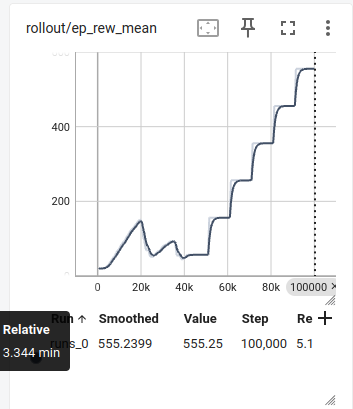 rollout/ep_rew_mean
400
200
0 20k 40k 60k 80k 100000
Run Smoothed Value Step Re
Relative
3.344 min
runs_0 555.2399 555.25 100,000 5.1